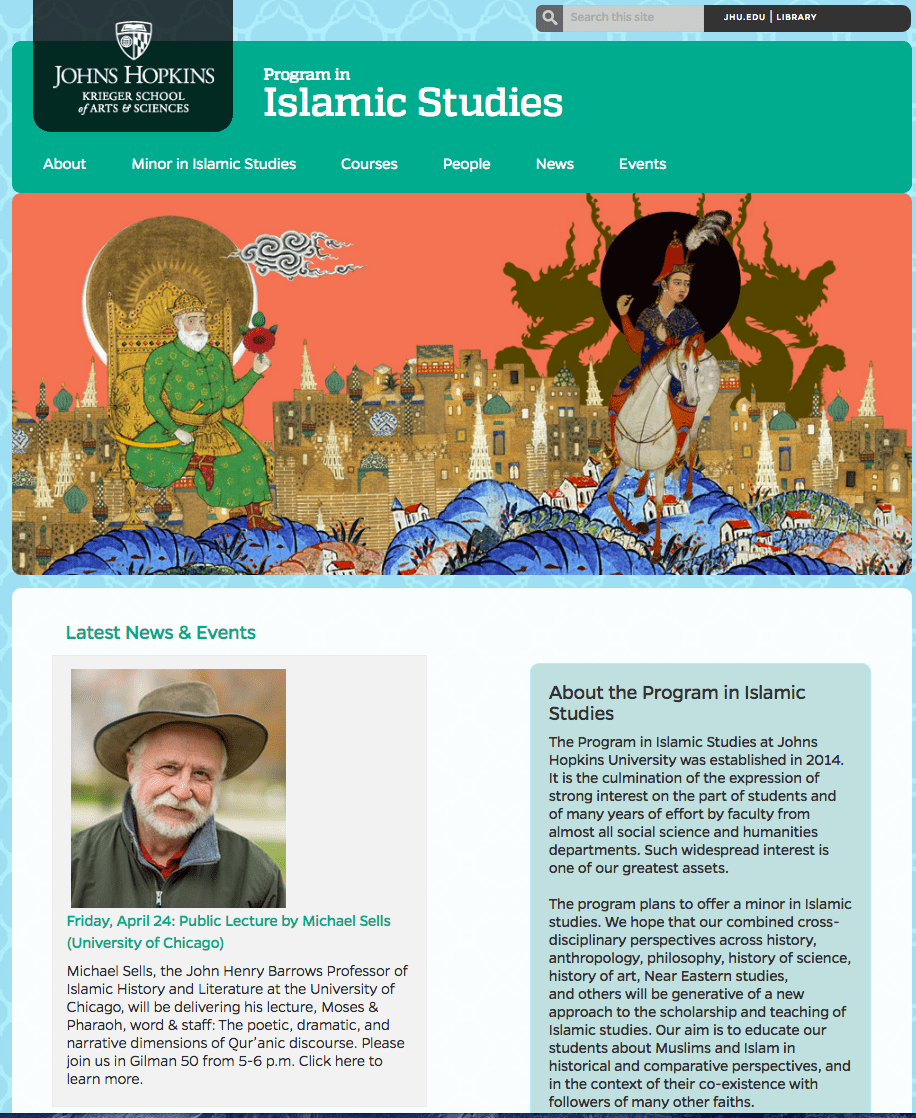 Search this site
JHU.EDU | LIBRARY
JOHNS HOPKINS
KRIEGER SCHOOL
of ARTS & SCIENCES
Program in
Islamic Studies
About Minor in Islamic Studies Courses People News Events
Latest News & Events
Friday, April 24: Public Lecture by Michael Sells
(University of Chicago)
Michael Sells, the John Henry Barrows Professor of
Islamic History and Literature at the University of
Chicago, will be delivering his lecture, Moses &
Pharaoh, word & staff: The poetic, dramatic, and
narrative dimensions of Qur’anic discourse. Please
join us in Gilman 50 from 5-6 p.m. Click here to
learn more.
About the Program in Islamic
Studies
The Program in Islamic Studies at Johns
Hopkins University was established in 2014.
It is the culmination of the expression of
strong interest on the part of students and
of many years of effort by faculty from
almost all social science and humanities
departments. Such widespread interest is
one of our greatest assets.
The program plans to offer a minor in Islamic
studies. We hope that our combined cross-
disciplinary perspectives across history,
anthropology, philosophy, history of science,
history of art, Near Eastern studies,
and others will be generative of a new
approach to the scholarship and teaching of
Islamic studies. Our aim is to educate our
students about Muslims and Islam in
historical and comparative perspectives, and
in the context of their co-existence with
followers of many other faiths.